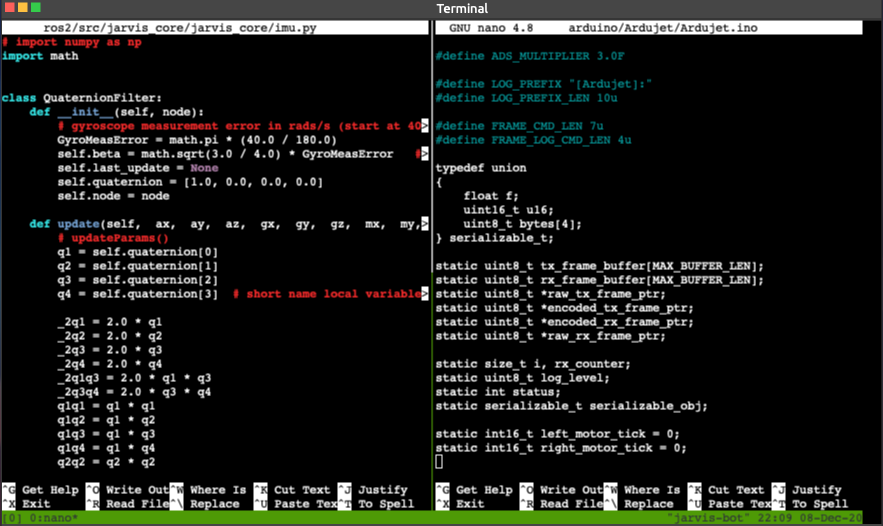 Terminal
ros2/src/jarvis_core/jarvis_core/imu.py
# import numpy as np
import math
class QuaternionFilter:
def __init__(self, node):
# gyroscope measurement error in rads/s (start at 40>
GyroMeasError = math.pi * (40.0 / 180.0)
self.beta = math.sqrt(3.0 / 4.0) * GyroMeasError #>
self.last_update = None
self.quaternion = [1.0, 0.0, 0.0, 0.0]
self.node = node
def update(self, ax, ay, az, gx, gy, gz, mx, my,>
# updateParams()
q1 = self.quaternion[0]
q2 = self.quaternion[1]
q3 = self.quaternion[2]
q4 = self.quaternion[3] # short name local variable>
_2q1 = 2.0 * q1
_2q2 = 2.0 * q2
_2q3 = 2.0 * q3
_2q4 = 2.0 * q4
_2q1q3 = 2.0 * q1 * q3
_2q3q4 = 2.0 * q3 * q4
q1q1 = q1 * q1
q1q2 = q1 * q2
q1q3 = q1 * q3
q1q4 = q1 * q4
q2q2 = q2 * q2
^G Get Help ^O Write Out^W Where Is ^K Cut Text ^J Justify
^X Exit ^R Read File^\ Replace ^U Paste Tex^T To Spell
GNU nano 4.8 arduino/Ardujet/Ardujet.ino
#define ADS_MULTIPLIER 3.0F
#define LOG_PREFIX "[Ardujet]:"
#define LOG_PREFIX_LEN 10u
#define FRAME_CMD_LEN 7u
#define FRAME_LOG_CMD_LEN 4u
typedef union
{
float f;
uint16_t u16;
uint8_t bytes[4];
} serializable_t;
static uint8_t tx_frame_buffer[MAX_BUFFER_LEN];
static uint8_t rx_frame_buffer[MAX_BUFFER_LEN];
static uint8_t *raw_tx_frame_ptr;
static uint8_t *encoded_tx_frame_ptr;
static uint8_t *encoded_rx_frame_ptr;
static uint8_t *raw_rx_frame_ptr;
static size_t i, rx_counter;
static uint8_t log_level;
static int status;
static serializable_t serializable_obj;
static int16_t left_motor_tick = 0;
static int16_t right_motor_tick = 0;
^G Get Help ^O Write Out^W Where Is ^K Cut Text ^J Justify
^X Exit ^R Read File^\ Replace ^U Paste Tex^T To Spell
[0] 0:nano* "jarvis-bot" 22:09 08-Dec-20